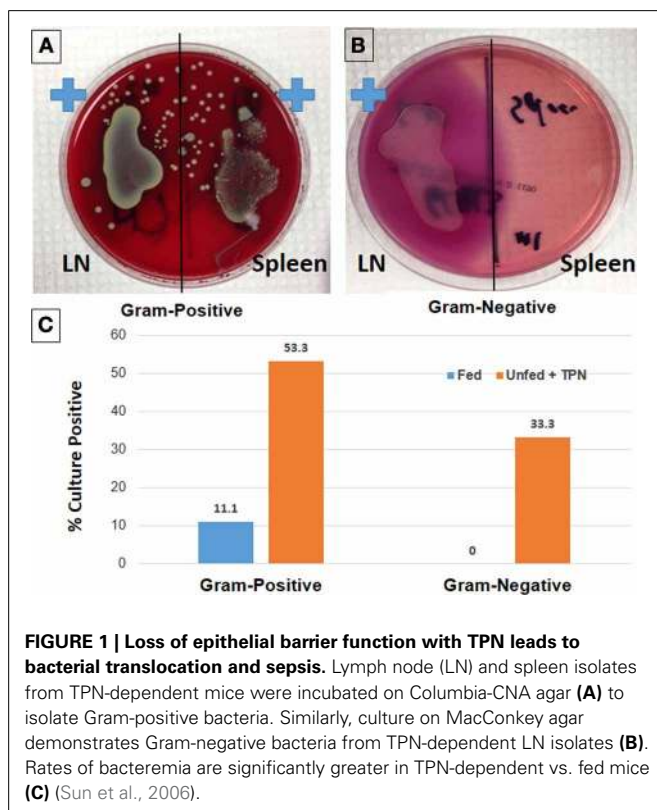 A
B
LN
Spleen
LN
Spleen
Gram-Positive
Gram-Negative
C
% Culture Positive
60
50
40
30
20
10
0
11.1
53.3
0
33.3
Fed
Unfed + TPN
Gram-Positive
Gram-Negative
FIGURE 1 | Loss of epithelial barrier function with TPN leads to
bacterial translocation and sepsis. Lymph node (LN) and spleen isolates
from TPN-dependent mice were incubated on Columbia-CNA agar (A) to
isolate Gram-positive bacteria. Similarly, culture on MacConkey agar
demonstrates Gram-negative bacteria from TPN-dependent LN isolates (B).
Rates of bacteremia are significantly greater in TPN-dependent vs. fed mice
(C) (Sun et al., 2006).